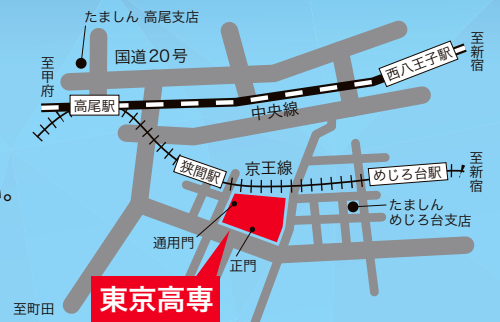 たましん 高尾支店
国道20号
至甲府
至新宿
西八王子駅
高尾駅
中央線
狭間駅
京王線
めじろ台駅
至新宿
い。
たましん
めじろ台支店
通用門
正門
東京高専
至町田